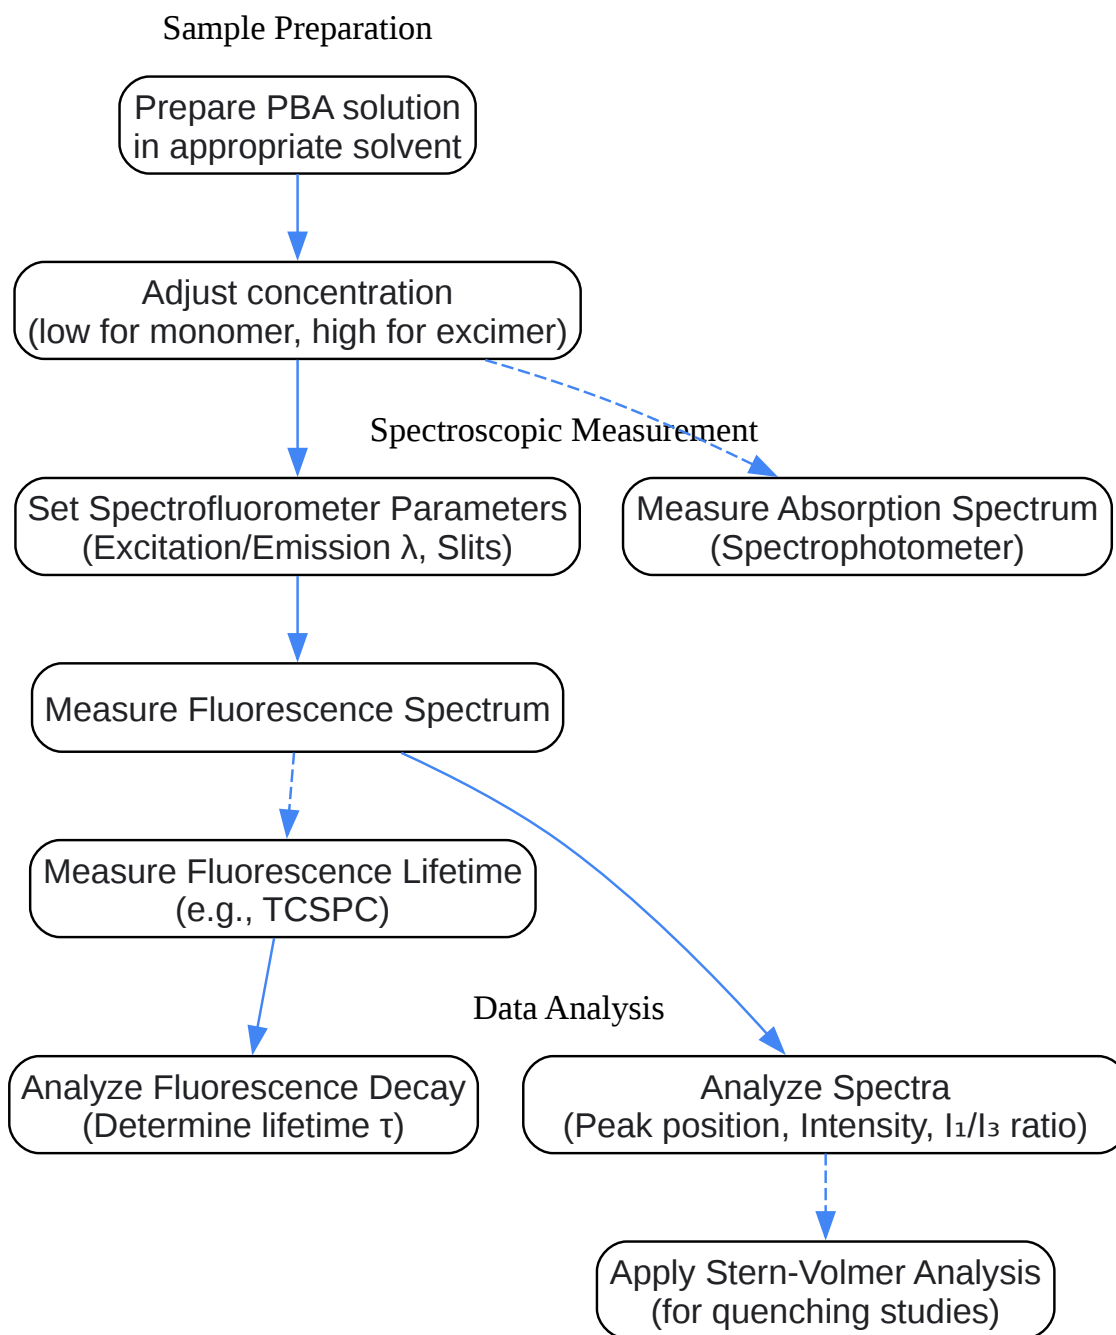 Sample Preparation
Prepare PBA solution
in appropriate solvent
Adjust concentration
(low for monomer, high for excimer)
Spectroscopic Measurement
Set Spectrofluorometer Parameters
(Excitation/Emission λ, Slits)
Measure Absorption Spectrum
(Spectrophotometer)
Measure Fluorescence Spectrum
Measure Fluorescence Lifetime
(e.g., TCSPC)
Data Analysis
Analyze Fluorescence Decay
(Determine lifetime τ)
Analyze Spectra
(Peak position, Intensity, I₁/I₃ ratio)
Apply Stern-Volmer Analysis
(for quenching studies)